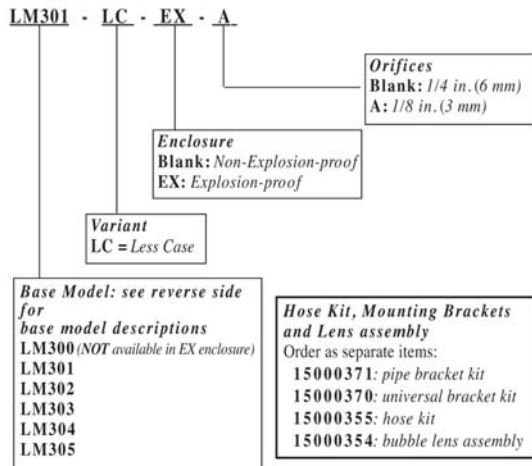 LM301 - LC - EX - A
Orifices
Blank: 1/4 in. (6 mm)
A: 1/8 in. (3 mm)
Enclosure
Blank: Non-Explosion-proof
EX: Explosion-proof
Variant
LC = Less Case
Base Model: see reverse side
for
base model descriptions
LM300 (NOT available in EX enclosure)
LM301
LM302
LM303
LM304
LM305
Hose Kit, Mounting Brackets
and Lens assembly
Order as separate items:
15000371: pipe bracket kit
15000370: universal bracket kit
15000355: hose kit
15000354: bubble lens assembly